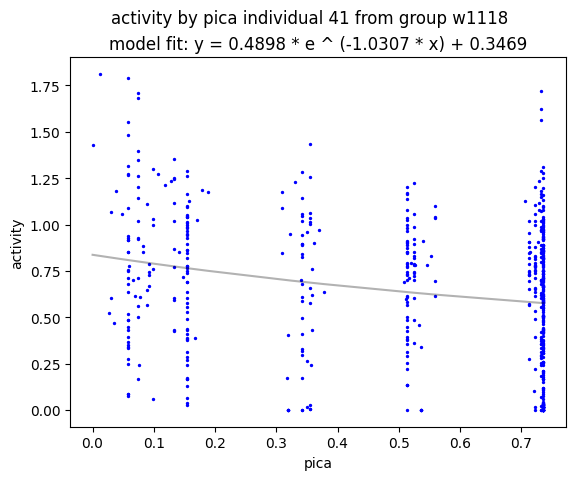 activity by pica individual 41 from group w1118
model fit: y = 0.4898 * e ^ (-1.0307 * x) + 0.3469
1.75
1.50
1.25
1.00
0.75
0.50
0.25
0.00
activity
0.0 0.1 0.2 0.3 0.4 0.5 0.6 0.7
pica